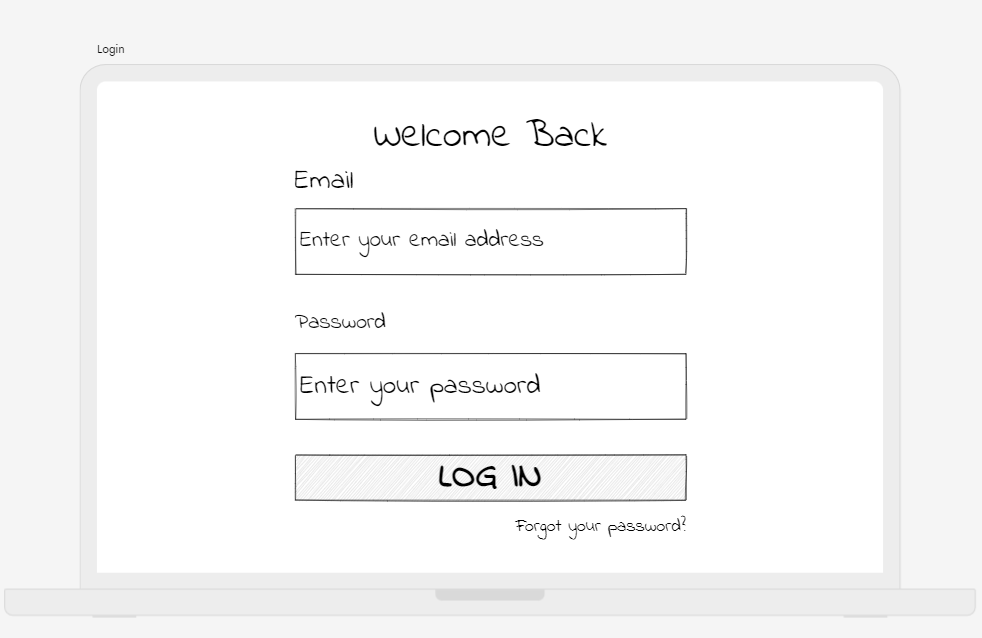 Login
Welcome Back
Email
Enter your email address
Password
Enter your password
LOG IN
Forgot your password?